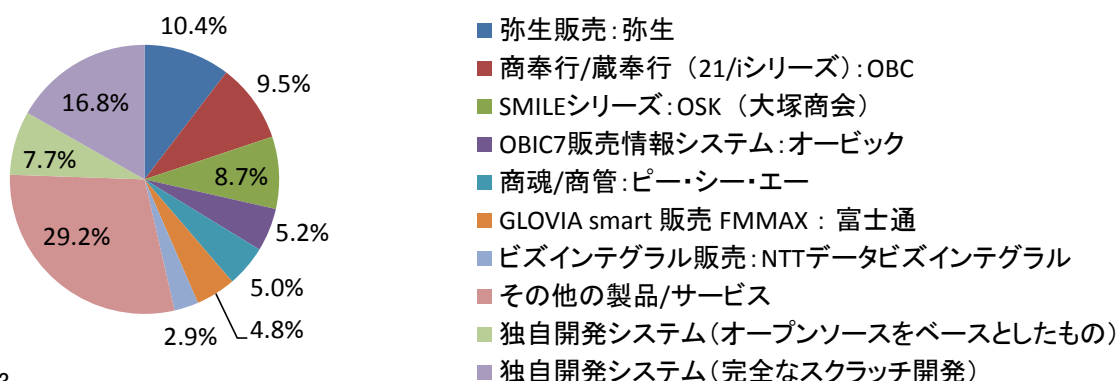 10.4%
9.5%
8.7%
5.2%
5.0%
4.8%
2.9%
29.2%
7.7%
16.8%
弥生販売：弥生
商奉行/蔵奉行 （21/iシリーズ）：OBC
SMILEシリーズ：OSK （大塚商会）
OBIC7販売情報システム：オービック
商魂/商管：ピー・シー・エー
GLOVIA smart 販売 FMMAX ： 富士通
ビズインテグラル販売：NTTデータビズインテグラル
その他の製品/サービス
独自開発システム（オープンソースをベースとしたもの）
独自開発システム（完全なスクラッチ開発）